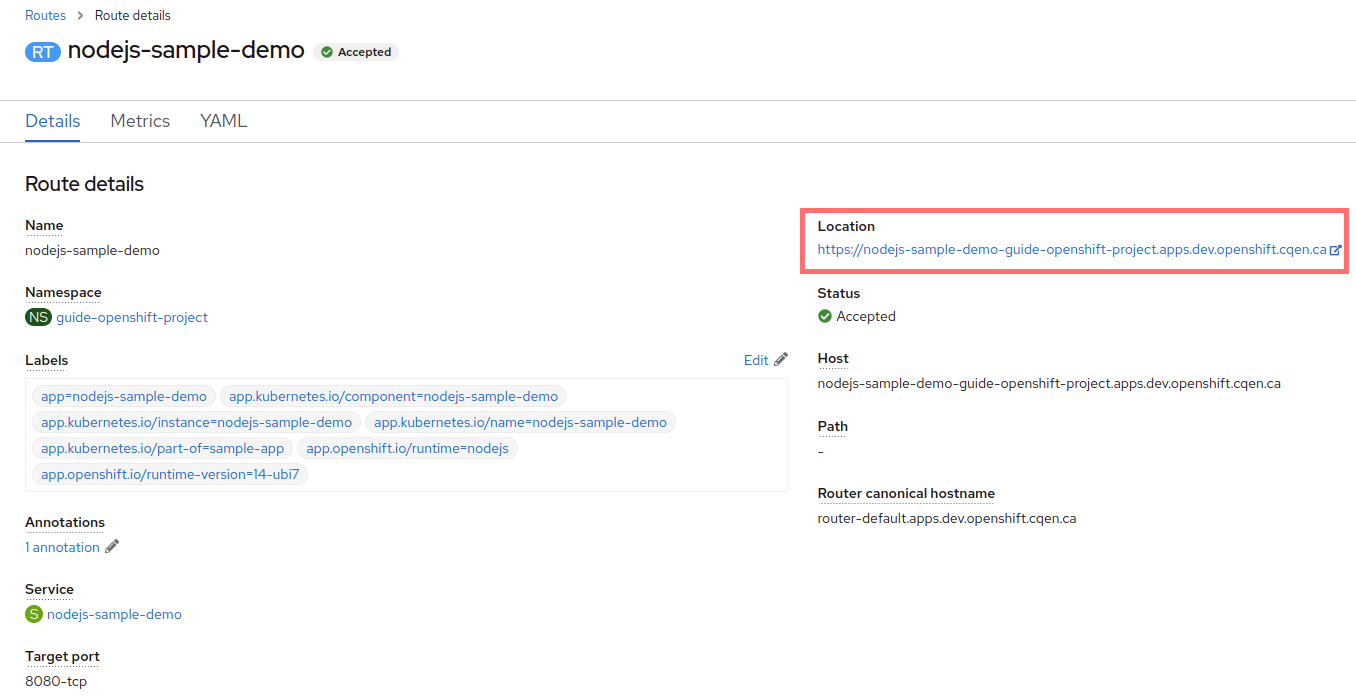 Routes > Route details
RT nodejs-sample-demo Accepted
Details Metrics YAML
Route details
Name
nodejs-sample-demo
Namespace
NS guide-openshift-project
Labels Edit
app=nodejs-sample-demo app.kubernetes.io/component=nodejs-sample-demo
app.kubernetes.io/instance=nodejs-sample-demo app.kubernetes.io/name=nodejs-sample-demo
app.kubernetes.io/part-of=sample-app app.openshift.io/runtime=nodejs
app.openshift.io/runtime-version=14-ubi7
Annotations
1 annotation
Service
S nodejs-sample-demo
Target port
8080-tcp
Location
https://nodejs-sample-demo-guide-openshift-project.apps.dev.openshift.cqen.ca
Status
Accepted
Host
nodejs-sample-demo-guide-openshift-project.apps.dev.openshift.cqen.ca
Path
-
Router canonical hostname
router-default.apps.dev.openshift.cqen.ca